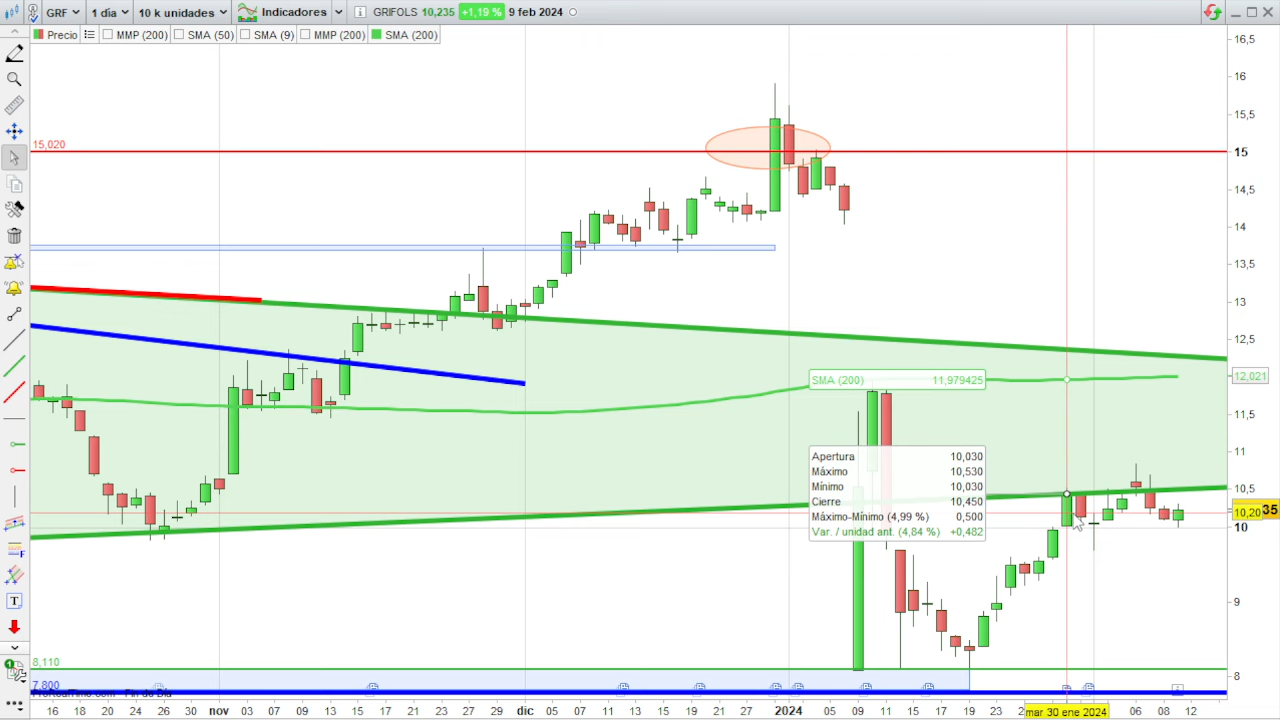 GRF 1 día 10 k unidades Indicadores GRIFOLS 10,235 +1,19 % 9 feb 2024
Precio MMP (200) SMA (50) SMA (9) MMP (200) SMA (200)
16,5
16
15,5
15,020
15
14,5
14
13,5
13
12,5
SMA (200) 11,979425
12,021
11,5
11
Apertura 10,030
Máximo 10,530
Mínimo 10,030
Cierre 10,450
Máximo-Mínimo (4,99 %) 0,500
Var. / unidad ant. (4,84 %) +0,482
10,5
10,20 35
10
9
8,110
8
7,800
ProRealTime.com - Fin de Día
16 18 20 24 26 30 nov 03 07 09 13 15 17 21 23 27 29 dic 05 07 11 13 15 19 21 27 2024 05 09 11 15 17 19 23 mar 30 ene 2024 06 08 12